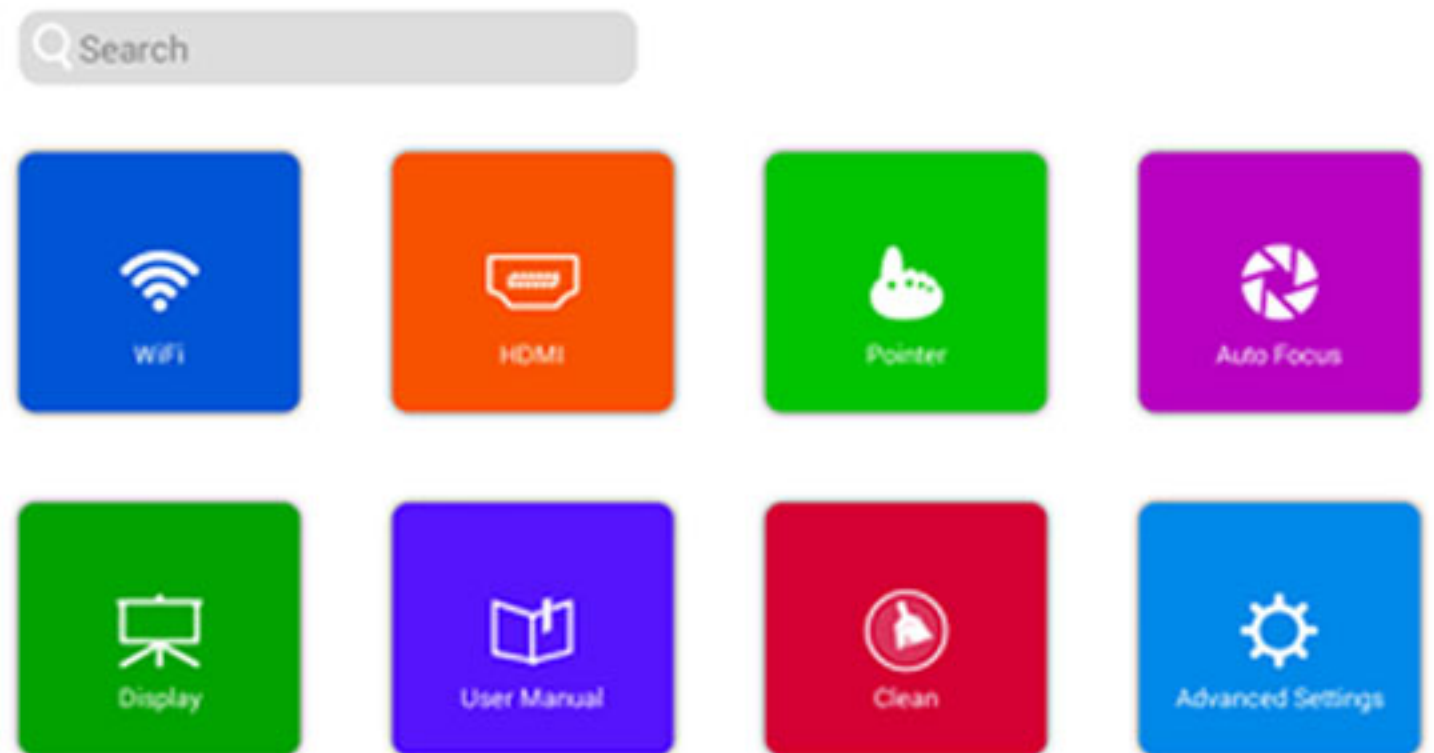 Search
WiFi
HDMI
Pointer
Auto Focus
Display
User Manual
Clean
Advanced Settings